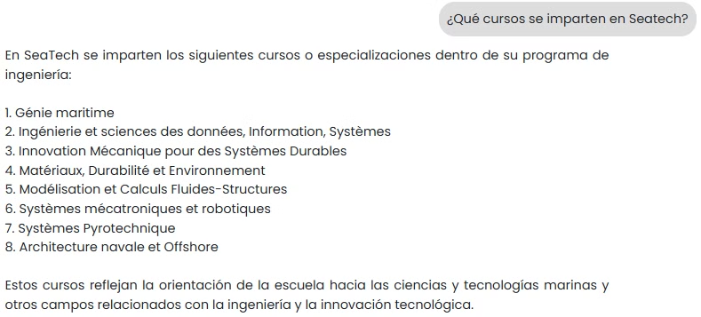 ¿Qué cursos se imparten en Seatech?
En SeaTech se imparten los siguientes cursos o especializaciones dentro de su programa de
ingeniería:
1. Génie maritime
2. Ingénierie et sciences des données, Information, Systèmes
3. Innovation Mécanique pour des Systèmes Durables
4. Matériaux, Durabilité et Environnement
5. Modélisation et Calculs Fluides-Structures
6. Systèmes mécatroniques et robotiques
7. Systèmes Pyrotechnique
8. Architecture navale et Offshore
Estos cursos reflejan la orientación de la escuela hacia las ciencias y tecnologías marinas y
otros campos relacionados con la ingeniería y la innovación tecnológica.